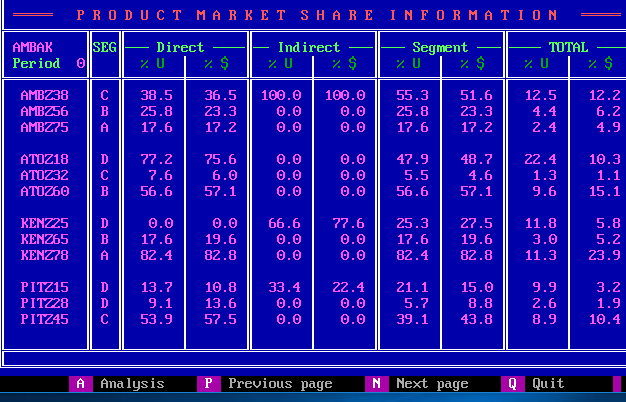 PRODUCT MARKET SHARE INFORMATION
AMBAK SEG Direct Indirect Segment TOTAL
Period 0 % U % $ % U % $ % U % $ % U % $
AMBZ38 C 38.5 36.5 100.0 100.0 55.3 51.6 12.5 12.2
AMBZ56 B 25.8 23.3 0.0 0.0 25.8 23.3 4.4 6.2
AMBZ75 A 17.6 17.2 0.0 0.0 17.6 17.2 2.4 4.9
ATOZ18 D 77.2 75.6 0.0 0.0 47.9 48.7 22.4 10.3
ATOZ32 C 7.6 6.0 0.0 0.0 5.5 4.6 1.3 1.1
ATOZ60 B 56.6 57.1 0.0 0.0 56.6 57.1 9.6 15.1
KENZ25 D 0.0 0.0 66.6 77.6 25.3 27.5 11.8 5.8
KENZ65 B 17.6 19.6 0.0 0.0 17.6 19.6 3.0 5.2
KENZ78 A 82.4 82.8 0.0 0.0 82.4 82.8 11.3 23.9
PITZ15 D 13.7 10.8 33.4 22.4 21.1 15.0 9.9 3.2
PITZ28 D 9.1 13.6 0.0 0.0 5.7 8.8 2.6 1.9
PITZ45 C 53.9 57.5 0.0 0.0 39.1 43.8 8.9 10.4
A Analysis P Previous page N Next page Q Quit